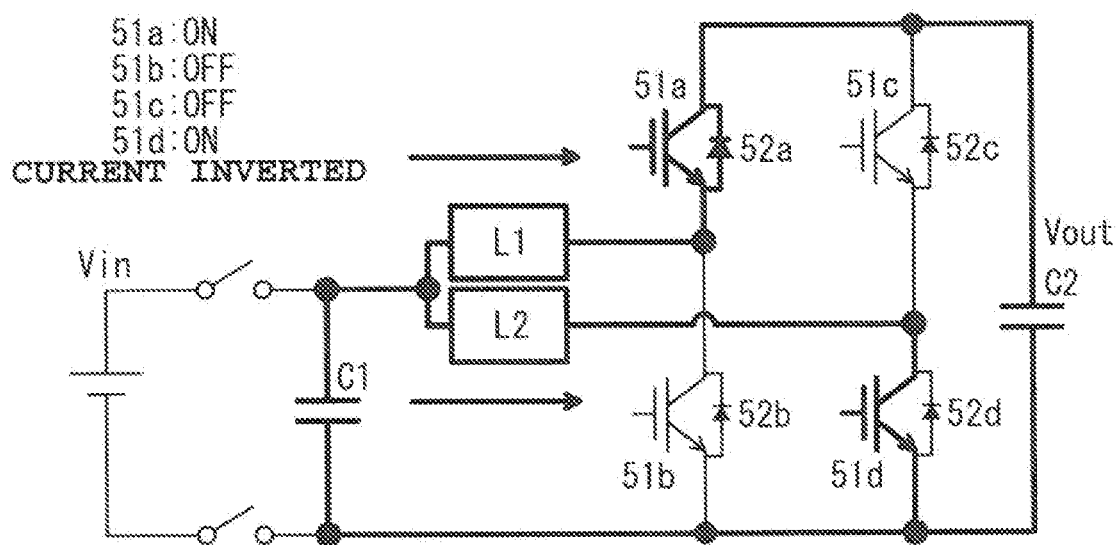 51a:ON
51b:OFF
51c:OFF
51d:ON
CURRENT INVERTED
51a
52a
51c
52c
L1
Vin
L2
Vout
C2
C1
52b
51b
52d
51d